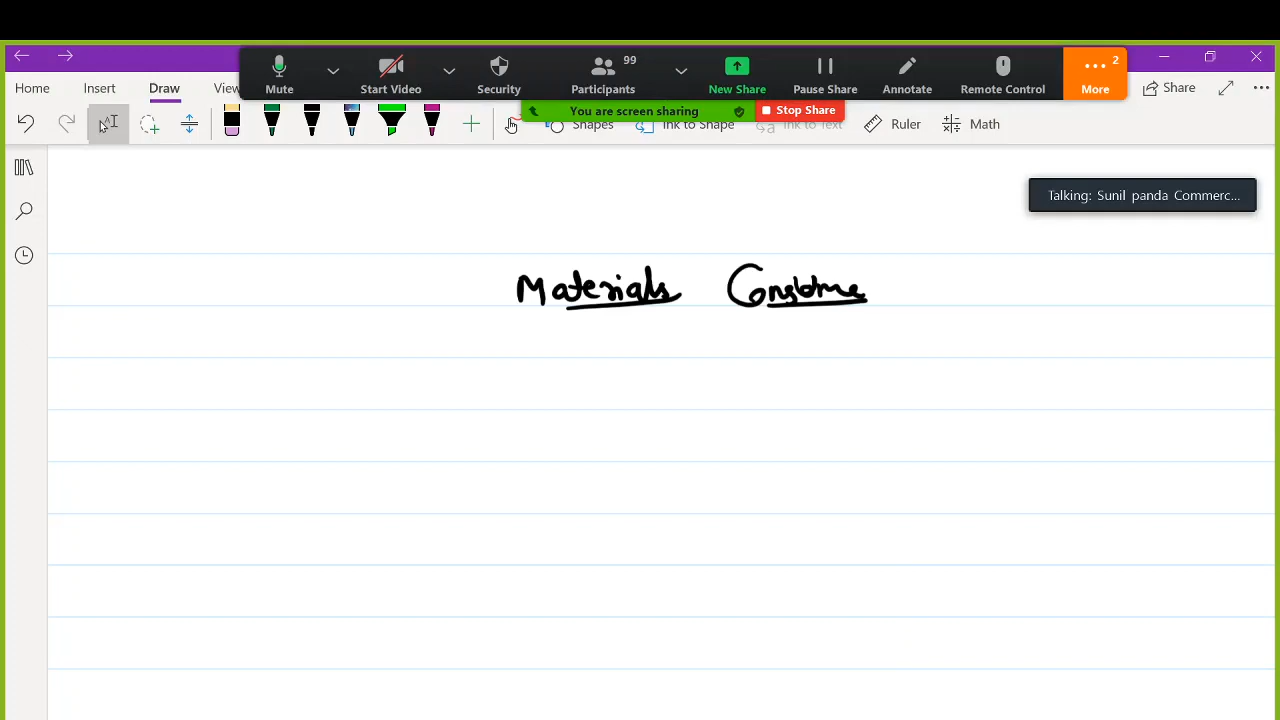 99
2
Mute
Start Video
Security
Participants
New Share
Pause Share
Annotate
Remote Control
More
Home
Insert
Draw
View
Share
You are screen sharing
Stop Share
Shapes
Ink to Shape
Ink to Text
Ruler
Math
Talking: Sunil panda Commerc...
Materials